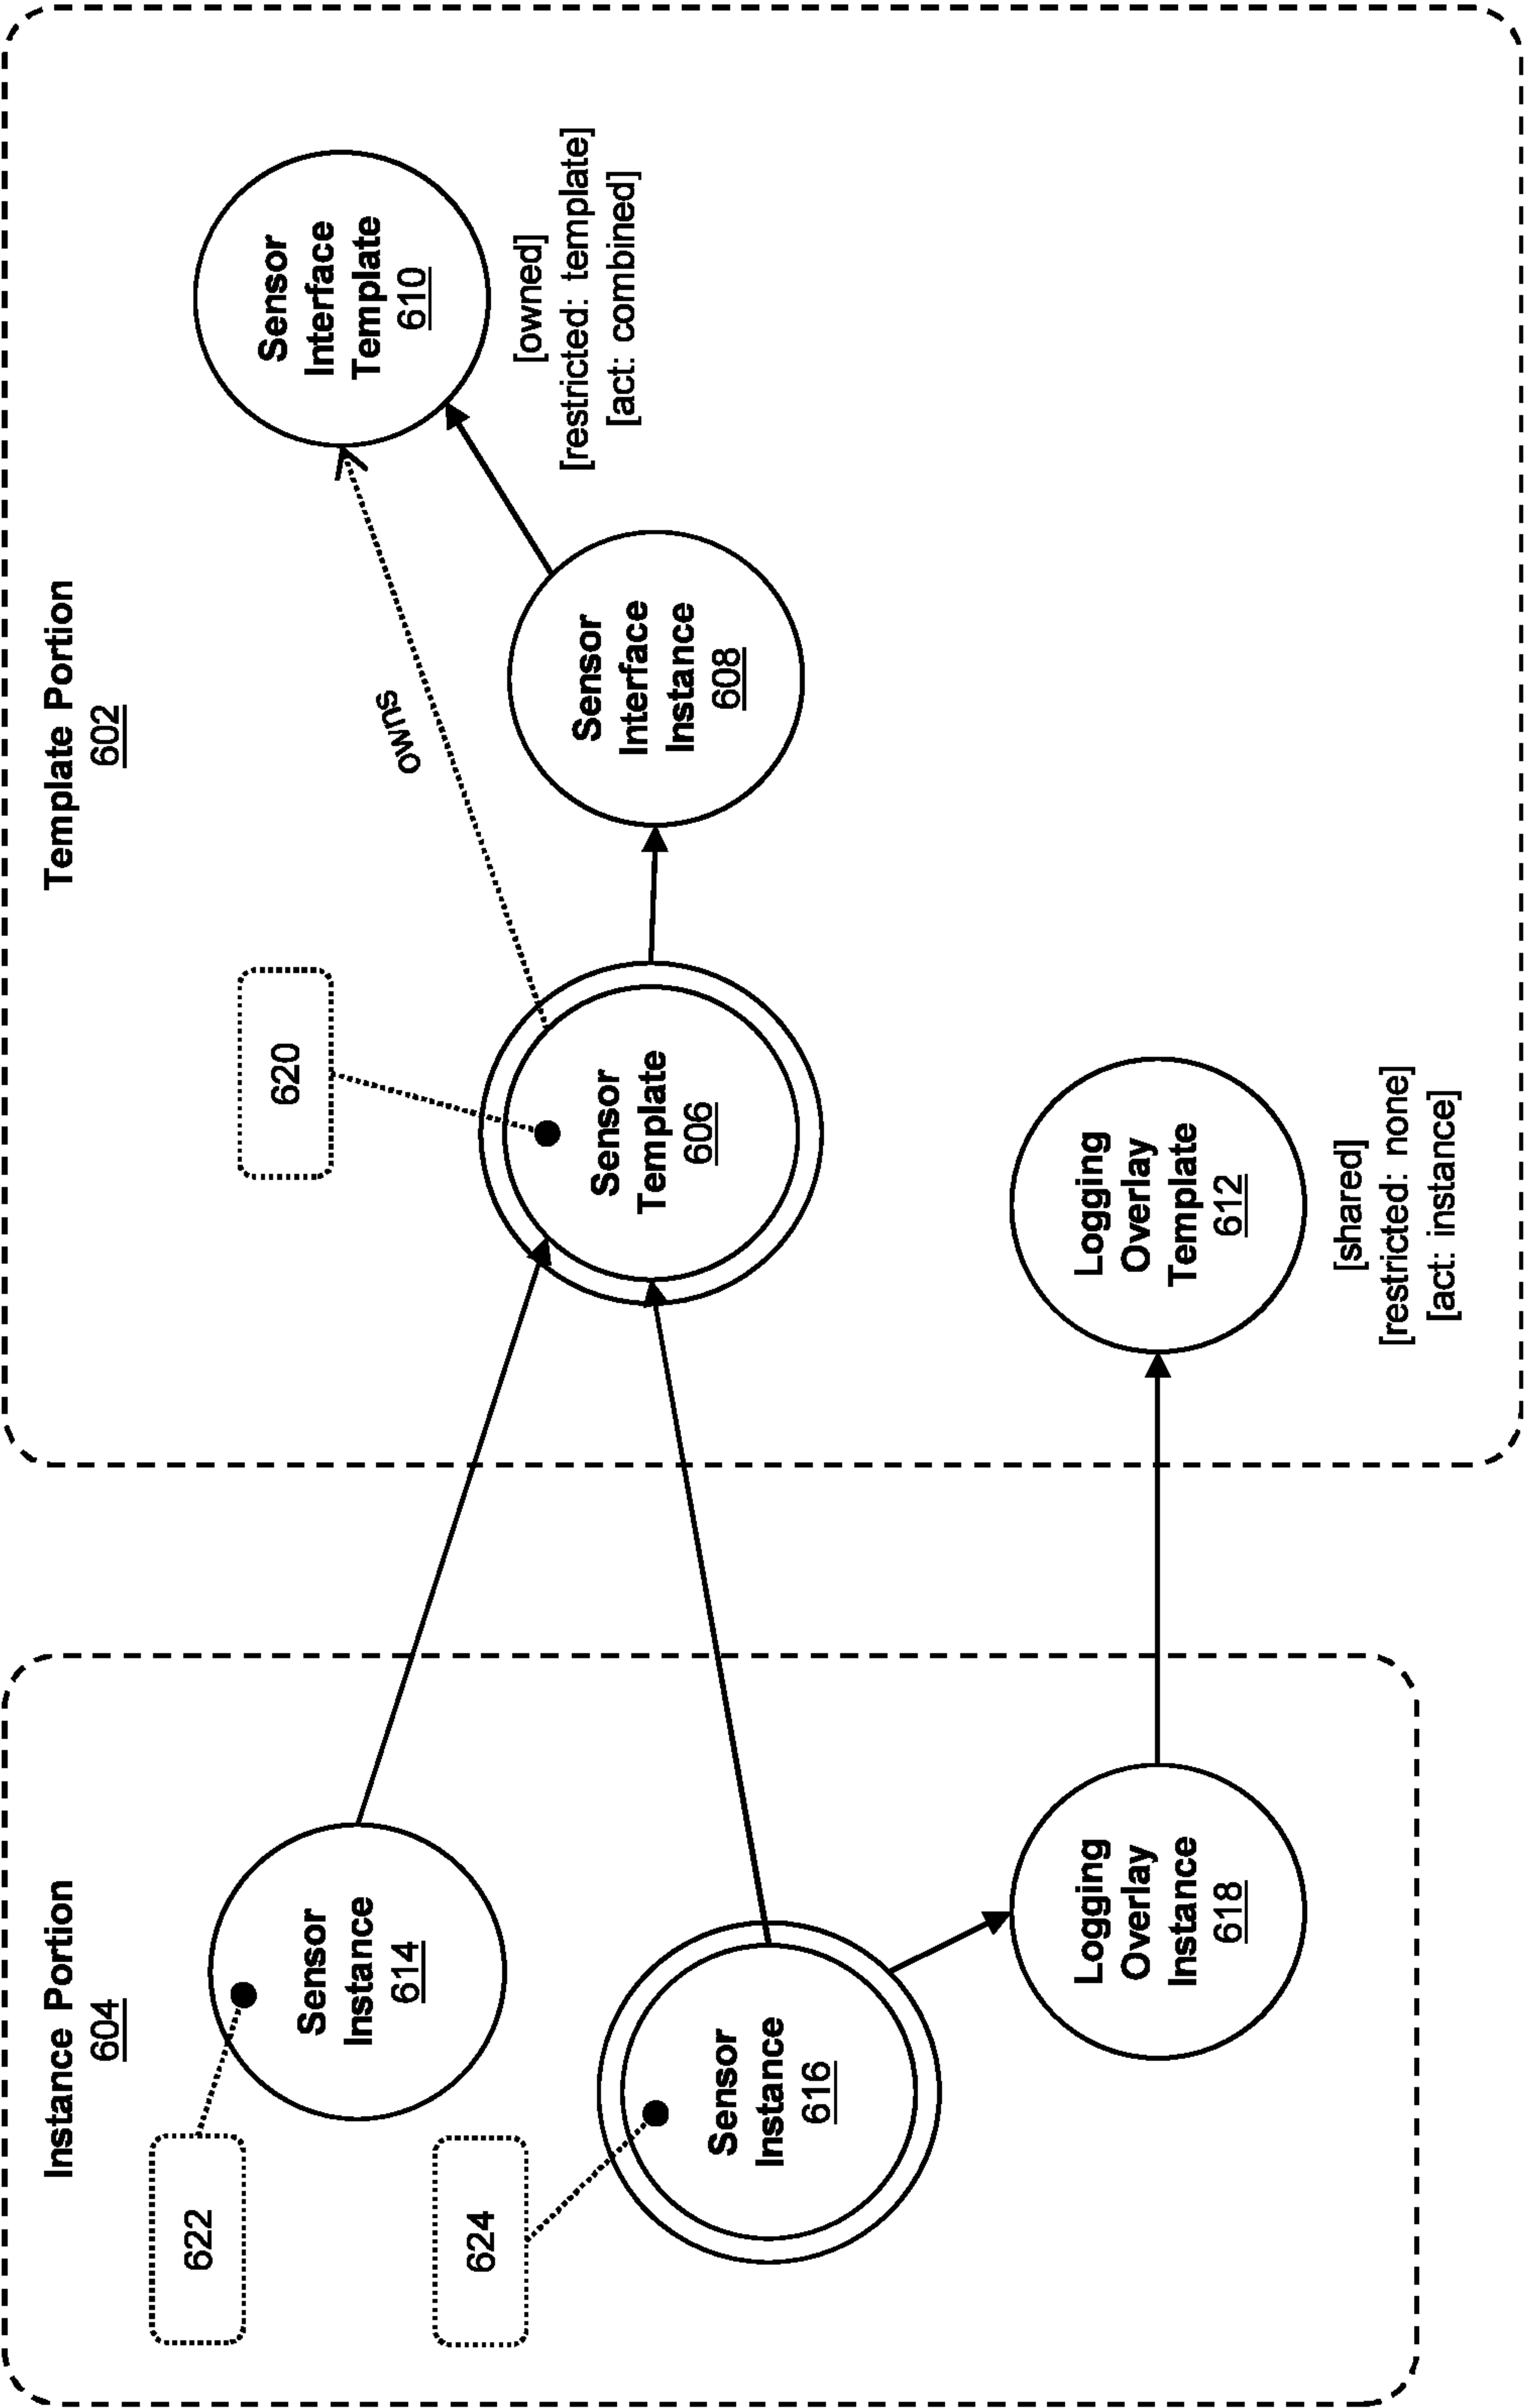 Instance Portion
604
622
Sensor
Instance
614
624
Sensor
Instance
616
Logging
Overlay
Instance
618
Template Portion
602
620
owns
Sensor
Interface
Template
610
[owned]
[restricted: template]
[act: combined]
Sensor
Template
606
Sensor
Interface
Instance
608
Logging
Overlay
Template
612
[shared]
[restricted: none]
[act: instance]